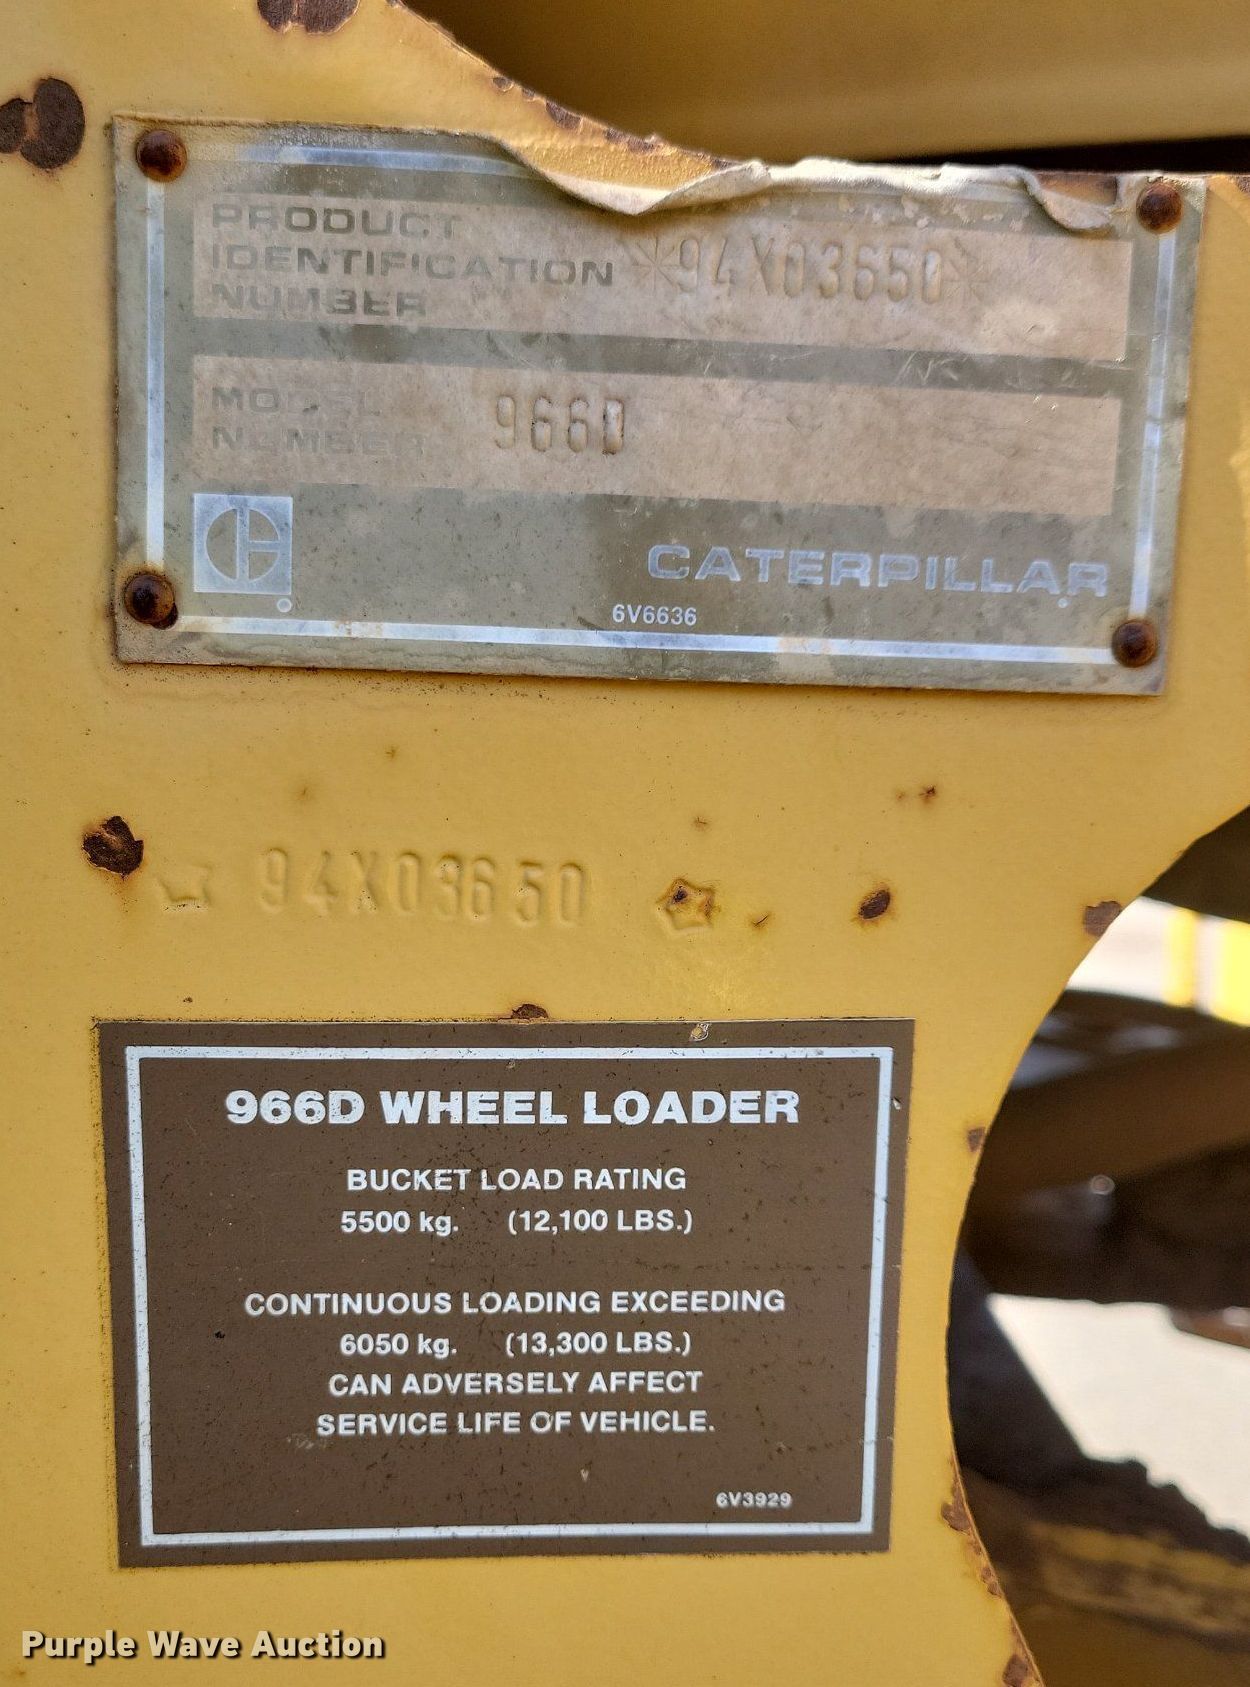 PRODUCT
IDENTIFICATION *94X03650*
NUMBER
MODEL
NUMBER 966D
CATERPILLAR
6V6636
94X03650
966D WHEEL LOADER
BUCKET LOAD RATING
5500 kg. (12,100 LBS.)
CONTINUOUS LOADING EXCEEDING
6050 kg. (13,300 LBS.)
CAN ADVERSELY AFFECT
SERVICE LIFE OF VEHICLE.
6V3929
Purple Wave Auction